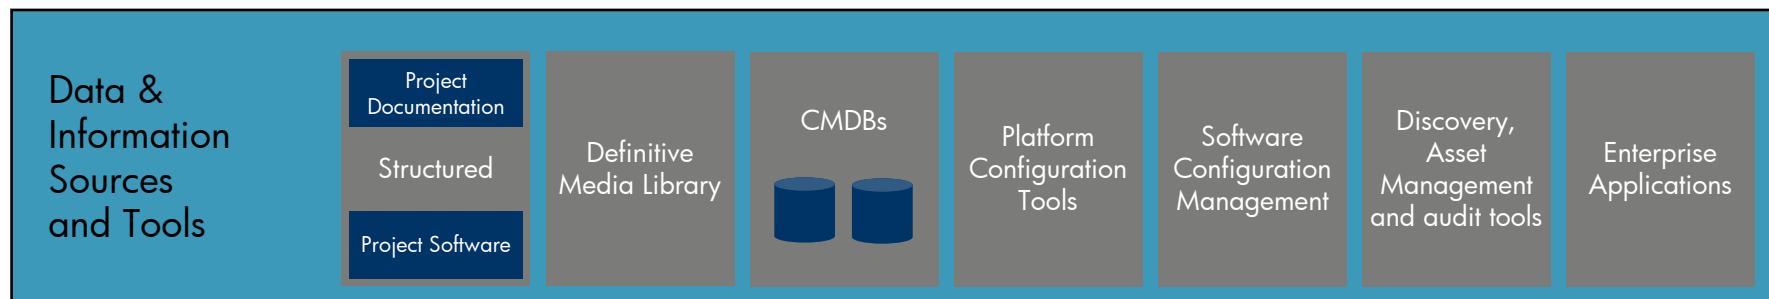 Data &
Information
Sources
and Tools
Project
Documentation
Structured
Project Software
Definitive
Media Library
CMDBs
Platform
Configuration
Tools
Software
Configuration
Management
Discovery,
Asset
Management
and audit tools
Enterprise
Applications